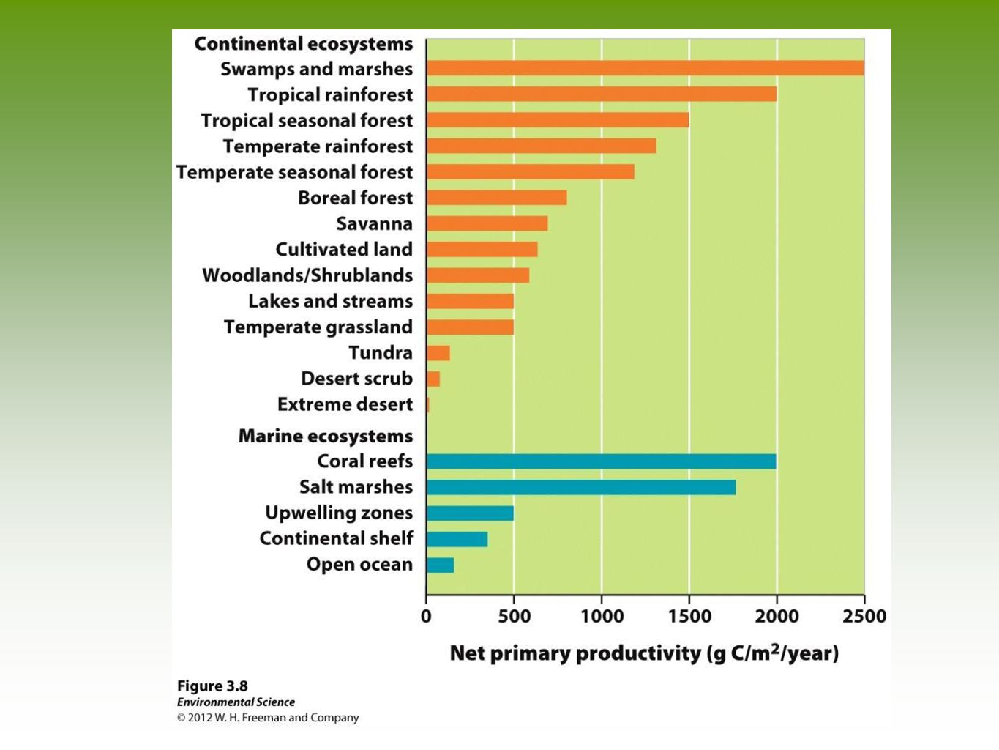 Continental ecosystems
Swamps and marshes
Tropical rainforest
Tropical seasonal forest
Temperate rainforest
Temperate seasonal forest
Boreal forest
Savanna
Cultivated land
Woodlands/Shrublands
Lakes and streams
Temperate grassland
Tundra
Desert scrub
Extreme desert
Marine ecosystems
Coral reefs
Salt marshes
Upwelling zones
Continental shelf
Open ocean
0 500 1000 1500 2000 2500
Net primary productivity (g C/m²/year)
Figure 3.8
Environmental Science
© 2012 W. H. Freeman and Company